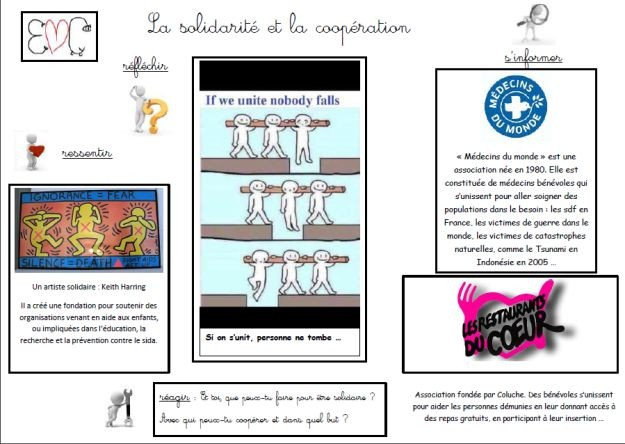 EMC
La solidarité et la coopération
réfléchir
s'informer
ressentir
If we unite nobody falls
Si on s'unit, personne ne tombe ...
IGNORANCE = FEAR
SILENCE=DEATH FIGHT AIDS ACT UP
Un artiste solidaire : Keith Harring
Il a créé une fondation pour soutenir des
organisations venant en aide aux enfants,
ou impliquées dans l'éducation, la
recherche et la prévention contre le sida.
MÉDECINS
DU MONDE
« Médecins du monde » est une
association née en 1980. Elle est
constituée de médecins bénévoles qui
s'unissent pour aller soigner des
populations dans le besoin : les sdf en
France, les victimes de guerre dans le
monde, les victimes de catastrophes
naturelles, comme le Tsunami en
Indonésie en 2005 ...
LES RESTAURANTS
DU COEUR
Association fondée par Coluche. Des bénévoles s'unissent
pour aider les personnes démunies en leur donnant accès à
des repas gratuits, en participant à leur insertion ...
réagir : Et toi, que peux-tu faire pour être solidaire ?
Avec qui peux-tu coopérer et dans quel but ?